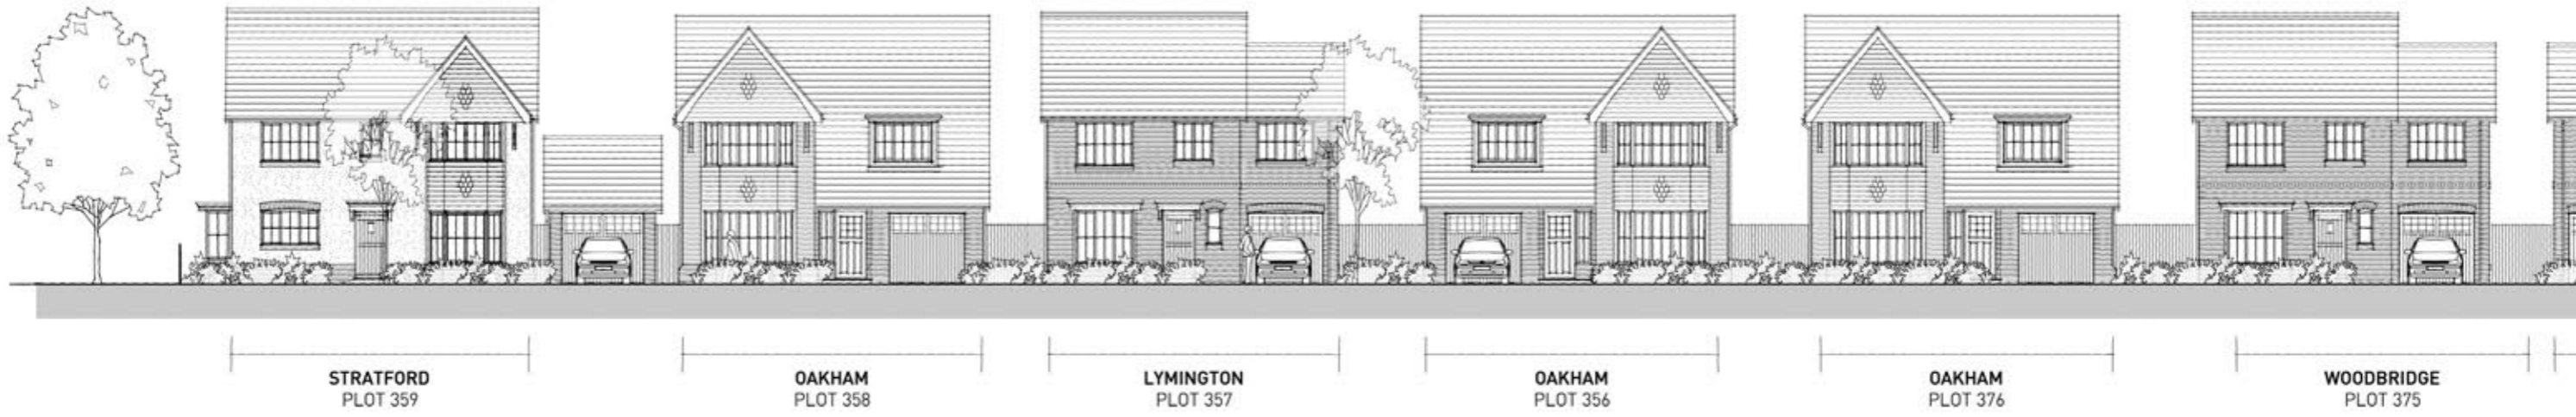 STRATFORD
PLOT 359
OAKHAM
PLOT 358
LYMINGTON
PLOT 357
OAKHAM
PLOT 356
OAKHAM
PLOT 376
WOODBRIDGE
PLOT 375